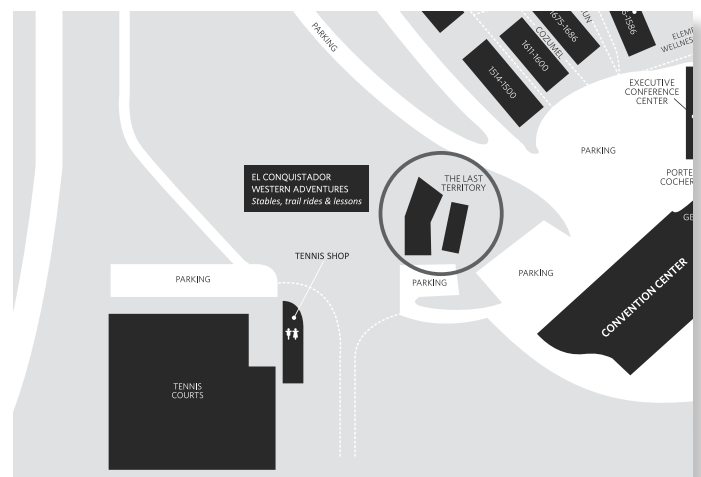 PARKING
COZUMEL
1675-1686
1611-1600
1514-1500
EXECUTIVE
CONFERENCE
CENTER
PARKING
EL CONQUISTADOR
WESTERN ADVENTURES
Stables, trail rides & lessons
THE LAST
TERRITORY
TENNIS SHOP
PARKING
PARKING
PARKING
CONVENTION CENTER
TENNIS
COURTS